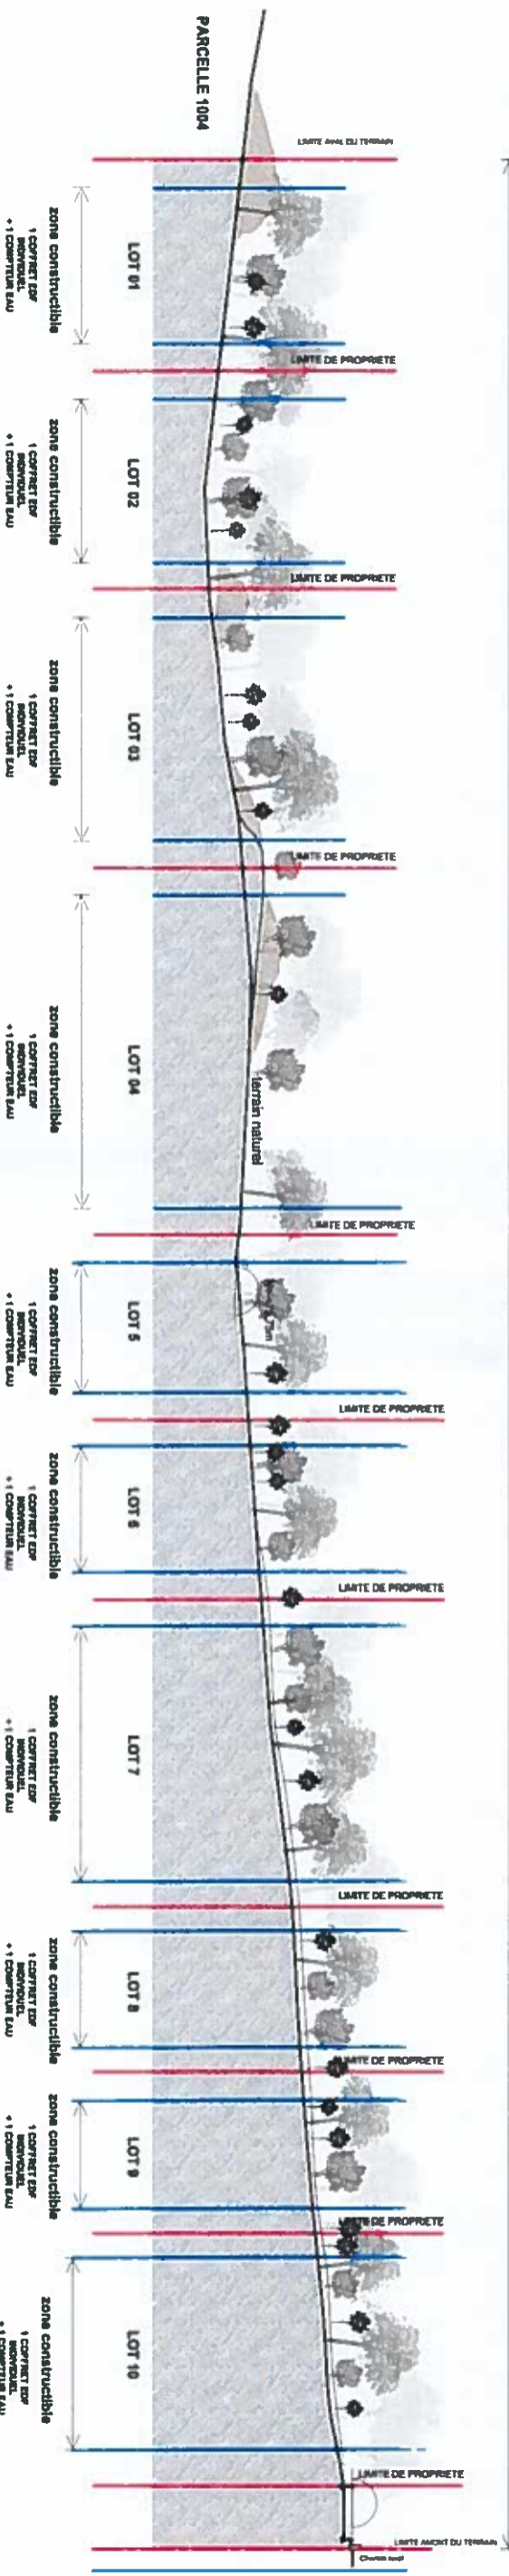 PARCELLE 1004
LIMITE AVAL DU TERRAIN
LOT 01
zone constructible
1 COFFRET EDF
INDIVIDUEL
+ 1 COMPTEUR EAU
LIMITE DE PROPRIETE
LOT 02
zone constructible
1 COFFRET EDF
INDIVIDUEL
+ 1 COMPTEUR EAU
LIMITE DE PROPRIETE
LOT 03
zone constructible
1 COFFRET EDF
INDIVIDUEL
+ 1 COMPTEUR EAU
LIMITE DE PROPRIETE
LOT 04
terrain naturel
zone constructible
1 COFFRET EDF
INDIVIDUEL
+ 1 COMPTEUR EAU
LIMITE DE PROPRIETE
LOT 5
zone constructible
1 COFFRET EDF
INDIVIDUEL
+ 1 COMPTEUR EAU
LIMITE DE PROPRIETE
LOT 6
zone constructible
1 COFFRET EDF
INDIVIDUEL
+ 1 COMPTEUR EAU
LIMITE DE PROPRIETE
LOT 7
zone constructible
1 COFFRET EDF
INDIVIDUEL
+ 1 COMPTEUR EAU
LIMITE DE PROPRIETE
LOT 8
zone constructible
1 COFFRET EDF
INDIVIDUEL
+ 1 COMPTEUR EAU
LIMITE DE PROPRIETE
LOT 9
zone constructible
1 COFFRET EDF
INDIVIDUEL
+ 1 COMPTEUR EAU
LIMITE DE PROPRIETE
LOT 10
zone constructible
1 COFFRET EDF
INDIVIDUEL
+ 1 COMPTEUR EAU
LIMITE DE PROPRIETE
LIMITE AMONT DU TERRAIN